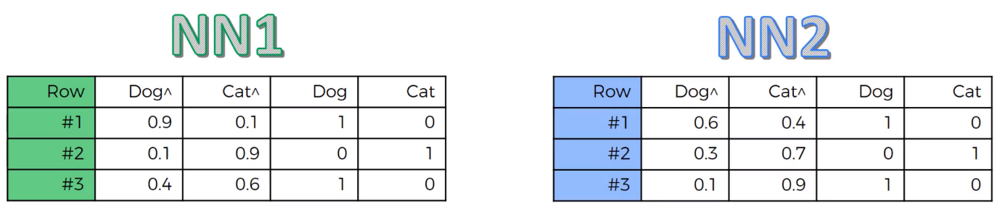 NN1
Row Dog^ Cat^ Dog Cat
#1 0.9 0.1 1 0
#2 0.1 0.9 0 1
#3 0.4 0.6 1 0
NN2
Row Dog^ Cat^ Dog Cat
#1 0.6 0.4 1 0
#2 0.3 0.7 0 1
#3 0.1 0.9 1 0